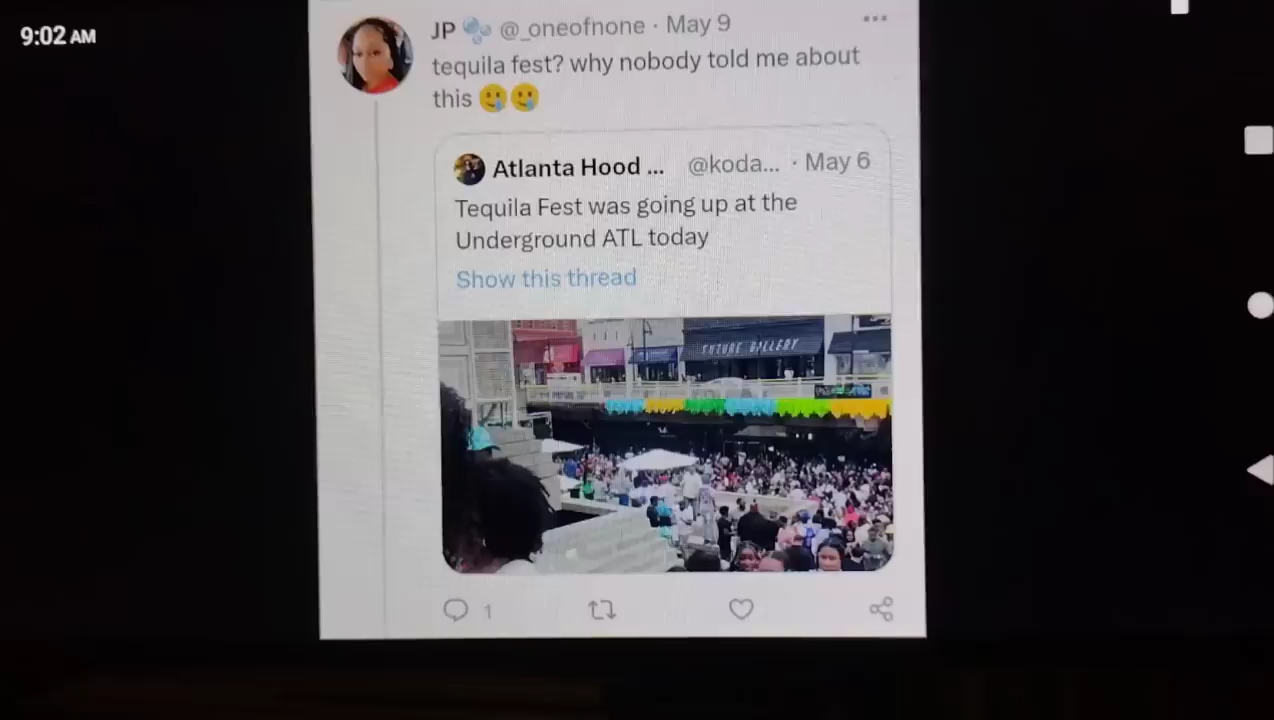 9:02 AM
JP @_oneofnone · May 9
tequila fest? why nobody told me about
this
Atlanta Hood ... @koda... · May 6
Tequila Fest was going up at the
Underground ATL today
Show this thread
FUTURE GALLERY
1